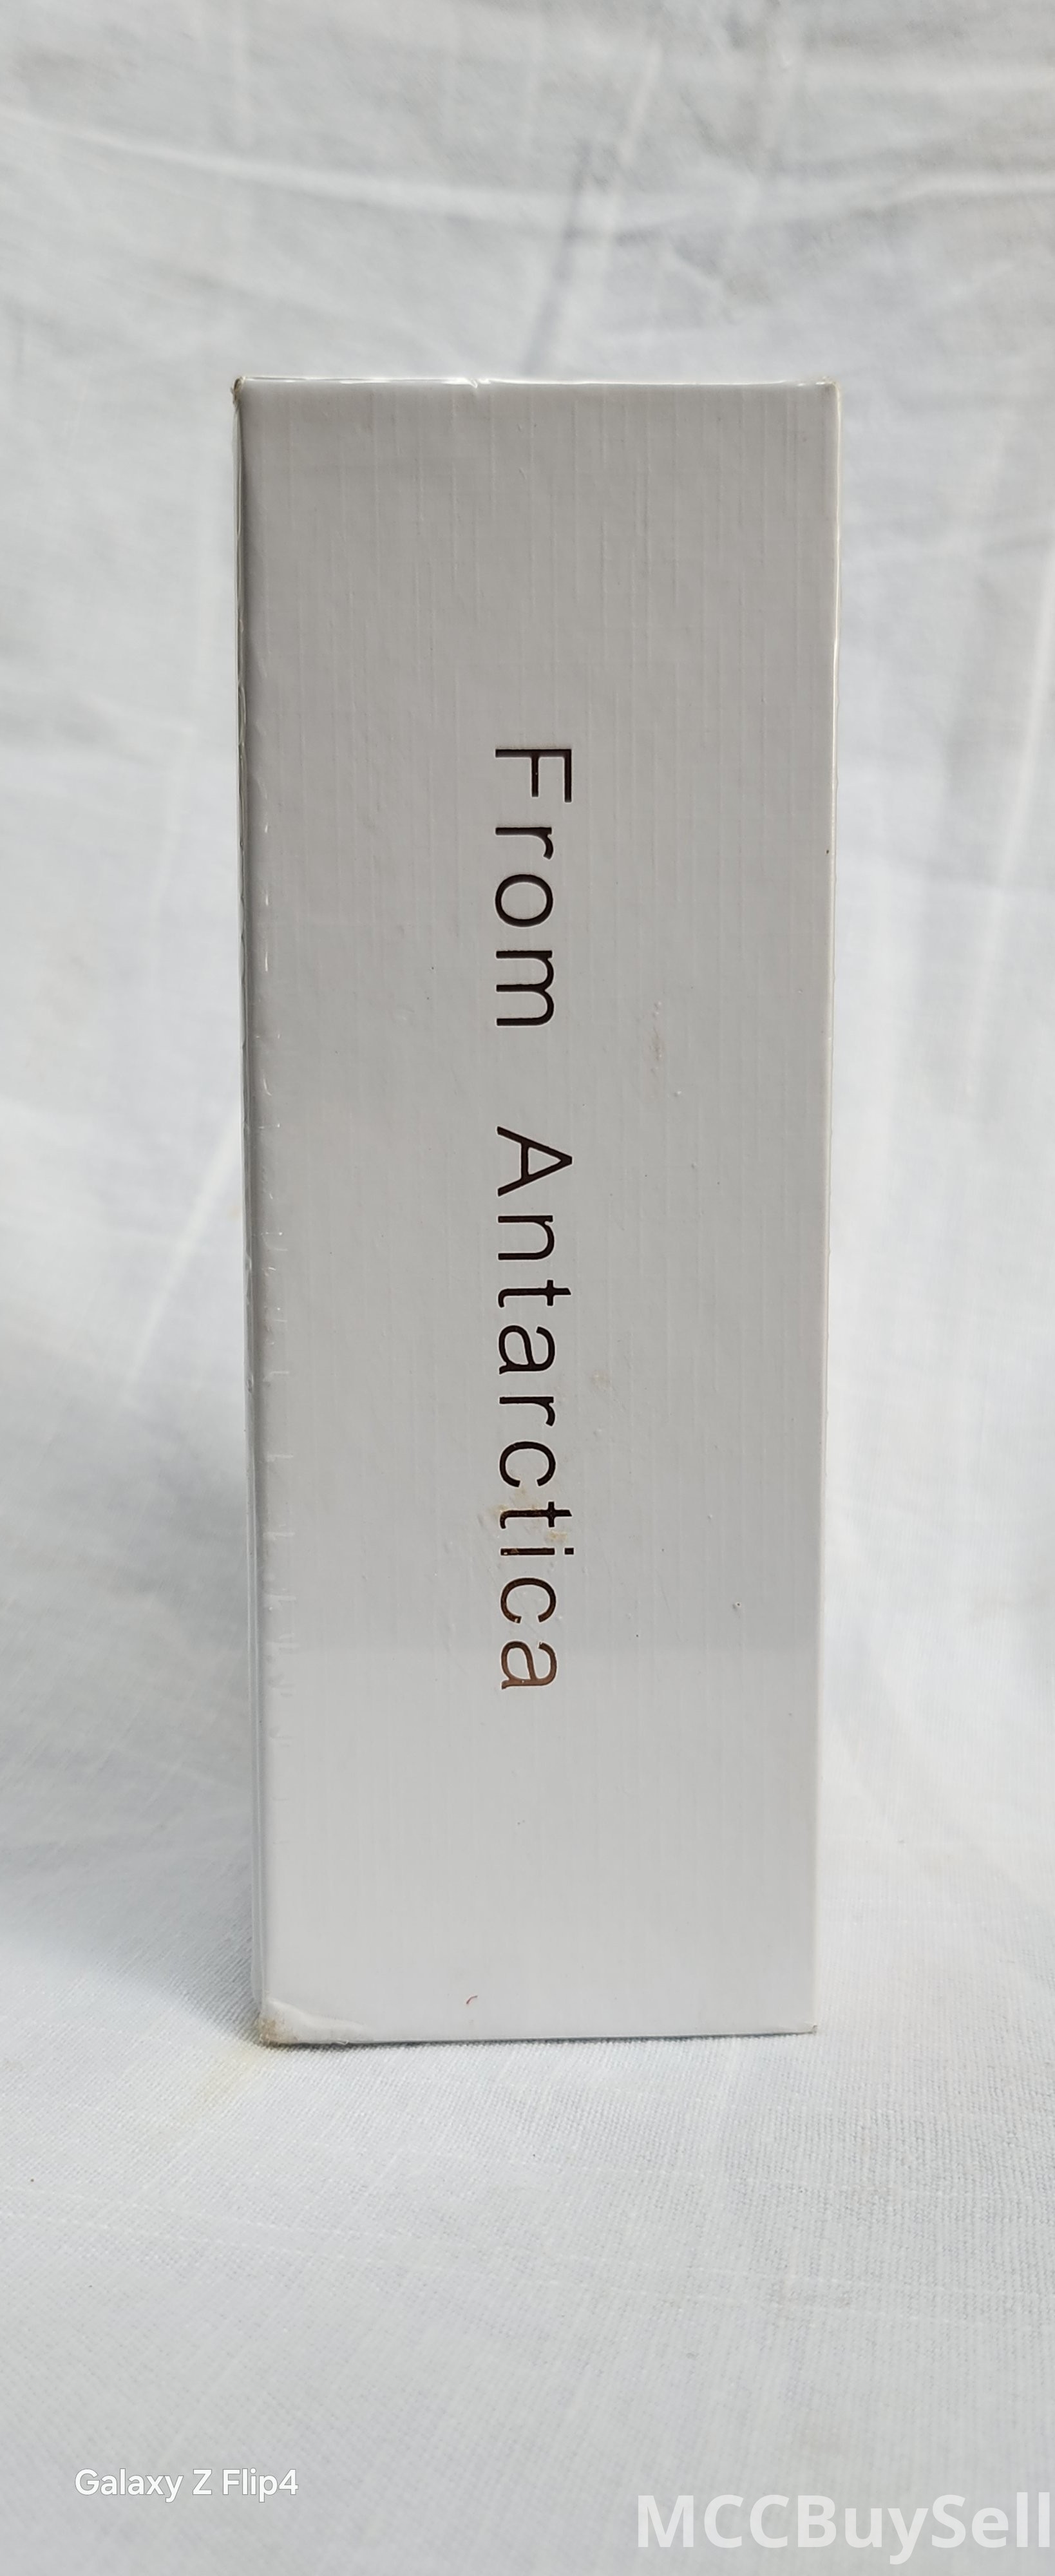 From Antarctica
Galaxy Z Flip4
MCCBuySell